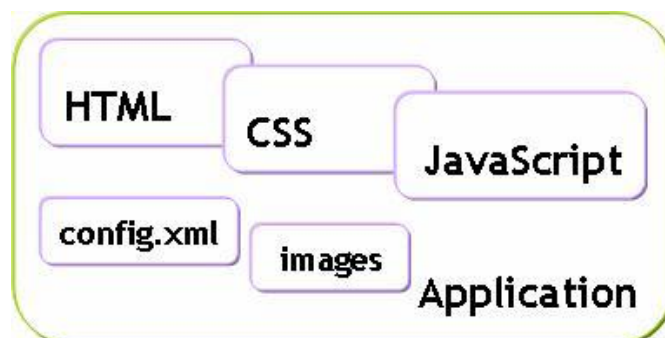 HTML
CSS
JavaScript
config.xml
images
Application